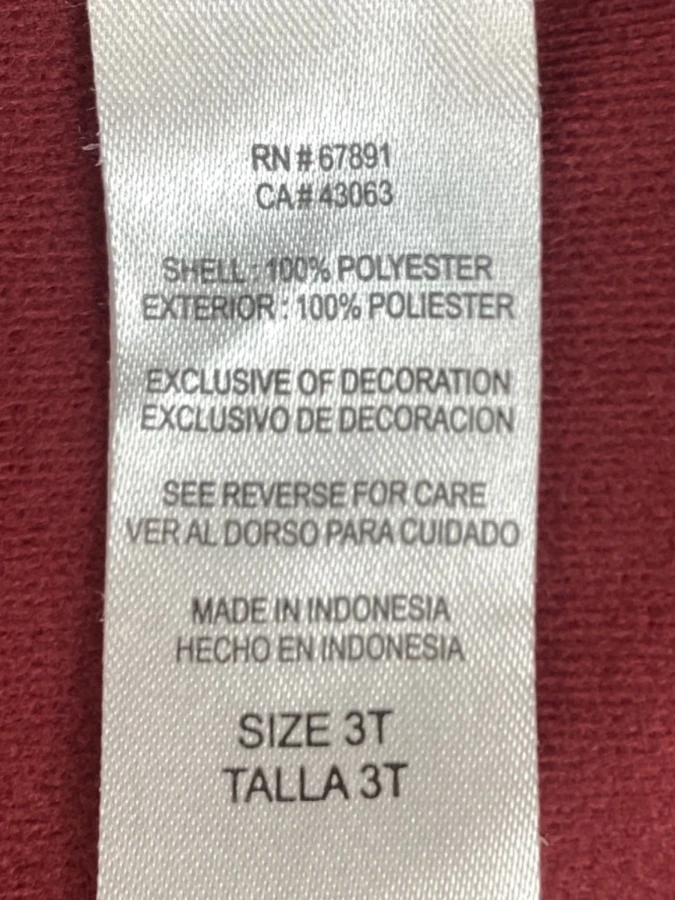 RN # 67891
CA# 43063
SHELL : 100% POLYESTER
EXTERIOR : 100% POLIESTER
EXCLUSIVE OF DECORATION
EXCLUSIVO DE DECORACION
SEE REVERSE FOR CARE
VER AL DORSO PARA CUIDADO
MADE IN INDONESIA
HECHO EN INDONESIA
SIZE 3T
TALLA 3T